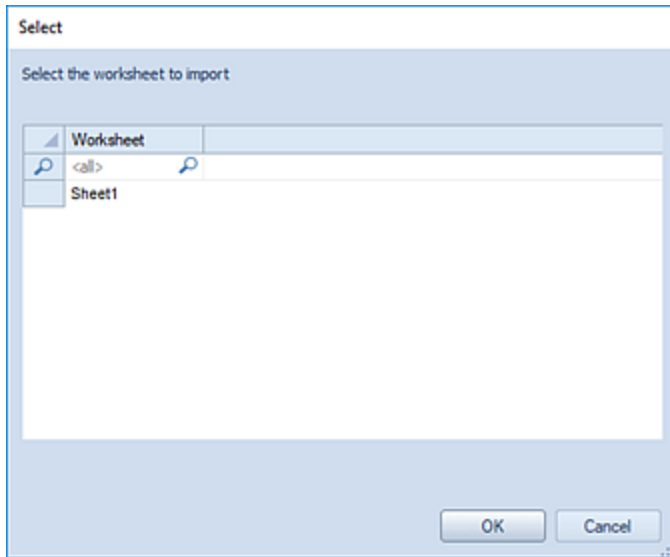 Select
Select the worksheet to import
Worksheet
<all>
Sheet1
OK Cancel